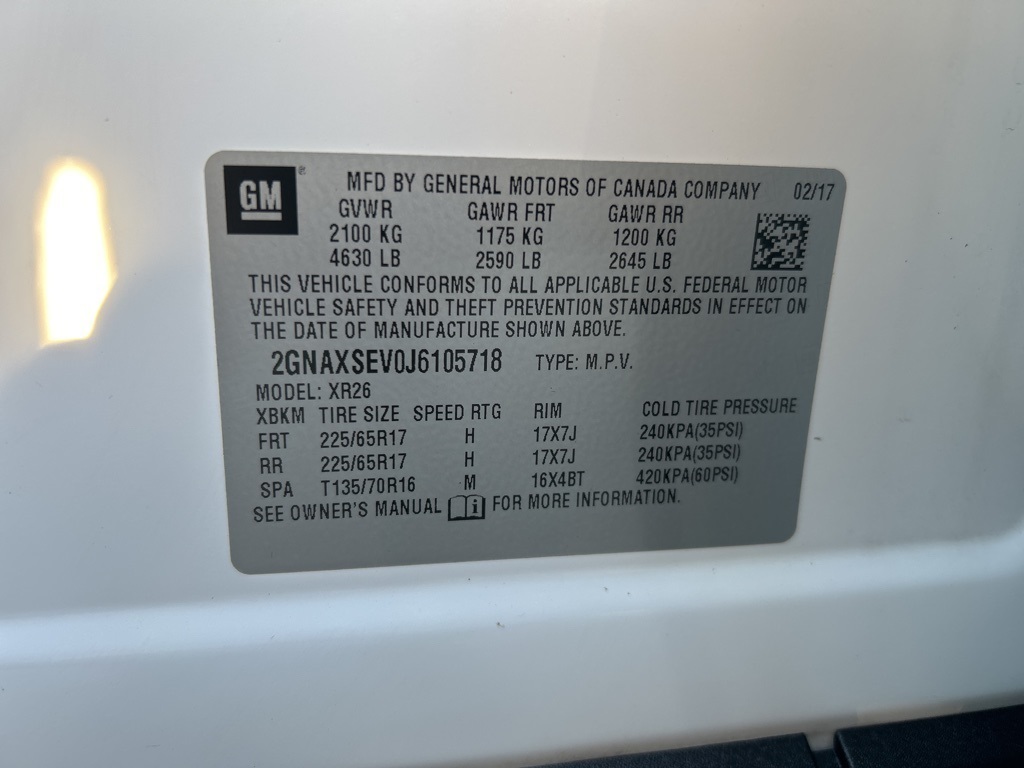 GM® MFD BY GENERAL MOTORS OF CANADA COMPANY 02/17
GVWR GAWR FRT GAWR RR
2100 KG 1175 KG 1200 KG
4630 LB 2590 LB 2645 LB
THIS VEHICLE CONFORMS TO ALL APPLICABLE U.S. FEDERAL MOTOR
VEHICLE SAFETY AND THEFT PREVENTION STANDARDS IN EFFECT ON
THE DATE OF MANUFACTURE SHOWN ABOVE.
2GNAXSEV0J6105718 TYPE: M.P.V.
MODEL: XR26
XBKM TIRE SIZE SPEED RTG RIM COLD TIRE PRESSURE
FRT 225/65R17 H 17X7J 240KPA(35PSI)
RR 225/65R17 H 17X7J 240KPA(35PSI)
SPA T135/70R16 M 16X4BT 420KPA(60PSI)
SEE OWNER'S MANUAL i FOR MORE INFORMATION.